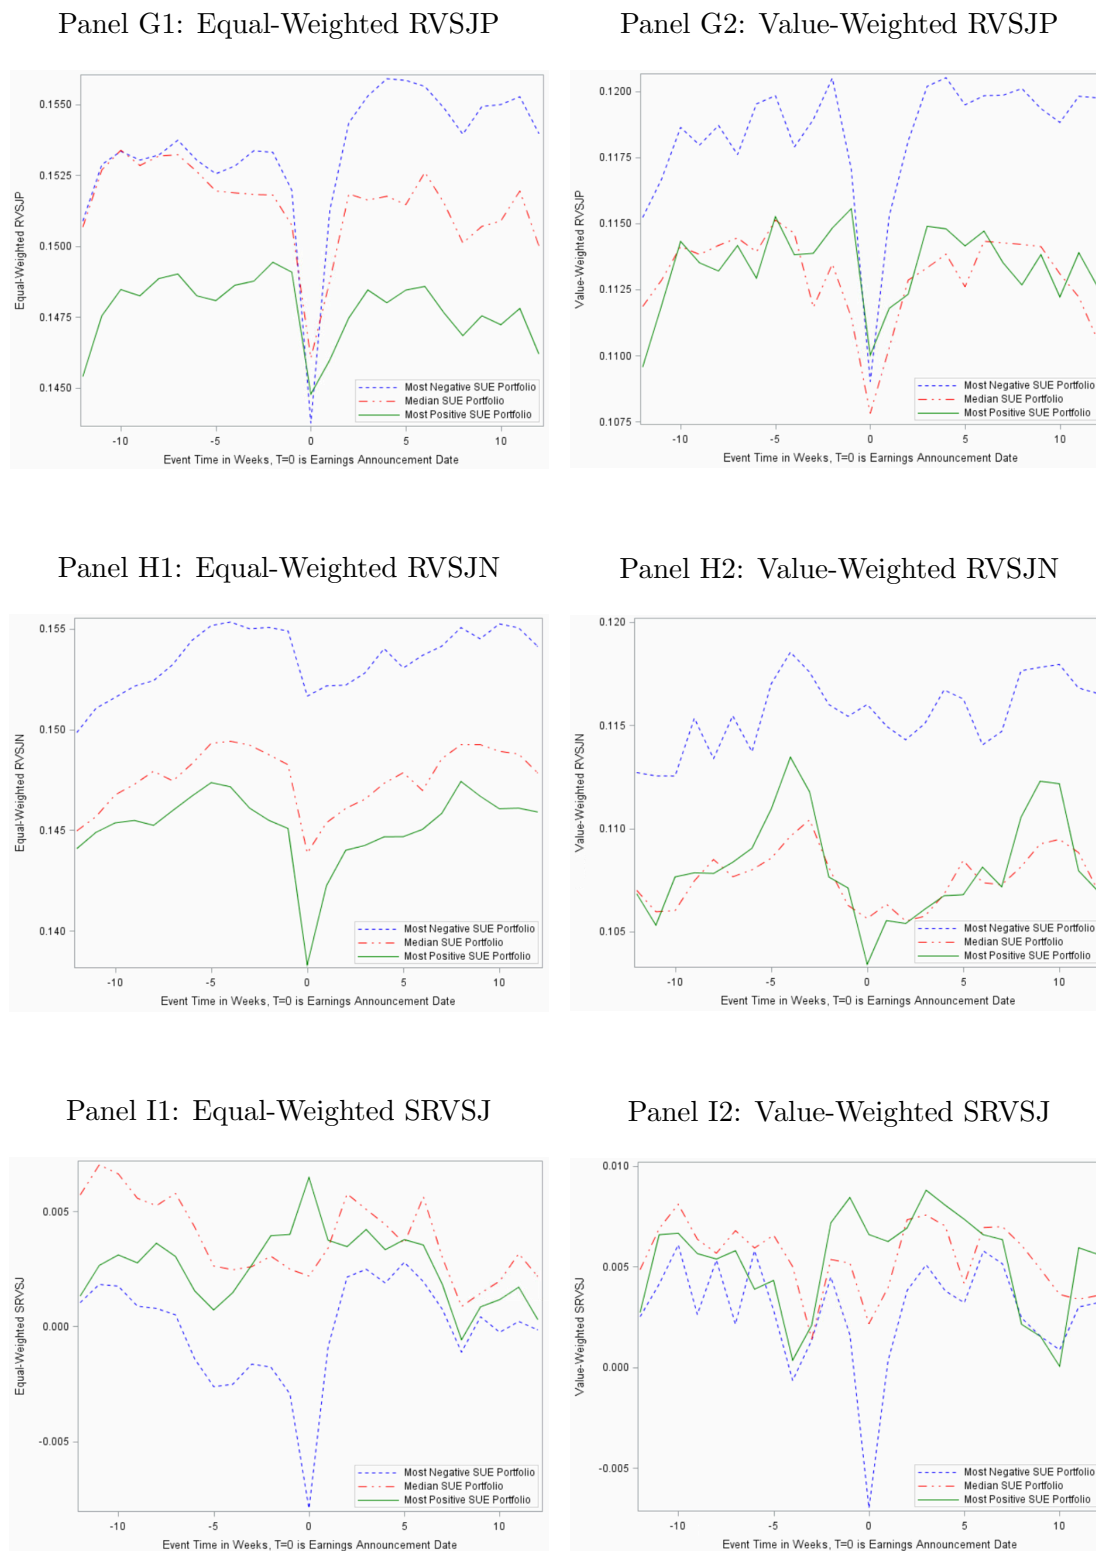 Panel G1: Equal-Weighted RVSJP
Equal-Weighted RVSJP
0.1550
0.1525
0.1500
0.1475
0.1450
-10 -5 0 5 10
Event Time in Weeks, T=0 is Earnings Announcement Date
Most Negative SUE Portfolio
Median SUE Portfolio
Most Positive SUE Portfolio
Panel G2: Value-Weighted RVSJP
Value-Weighted RVSJP
0.1200
0.1175
0.1150
0.1125
0.1100
0.1075
-10 -5 0 5 10
Event Time in Weeks, T=0 is Earnings Announcement Date
Most Negative SUE Portfolio
Median SUE Portfolio
Most Positive SUE Portfolio
Panel H1: Equal-Weighted RVSJN
Equal-Weighted RVSJN
0.155
0.150
0.145
0.140
-10 -5 0 5 10
Event Time in Weeks, T=0 is Earnings Announcement Date
Most Negative SUE Portfolio
Median SUE Portfolio
Most Positive SUE Portfolio
Panel H2: Value-Weighted RVSJN
Value-Weighted RVSJN
0.120
0.115
0.110
0.105
-10 -5 0 5 10
Event Time in Weeks, T=0 is Earnings Announcement Date
Most Negative SUE Portfolio
Median SUE Portfolio
Most Positive SUE Portfolio
Panel I1: Equal-Weighted SRVSJ
Equal-Weighted SRVSJ
0.005
0.000
-0.005
-10 -5 0 5 10
Event Time in Weeks, T=0 is Earnings Announcement Date
Most Negative SUE Portfolio
Median SUE Portfolio
Most Positive SUE Portfolio
Panel I2: Value-Weighted SRVSJ
Value-Weighted SRVSJ
0.010
0.005
0.000
-0.005
-10 -5 0 5 10
Event Time in Weeks, T=0 is Earnings Announcement Date
Most Negative SUE Portfolio
Median SUE Portfolio
Most Positive SUE Portfolio